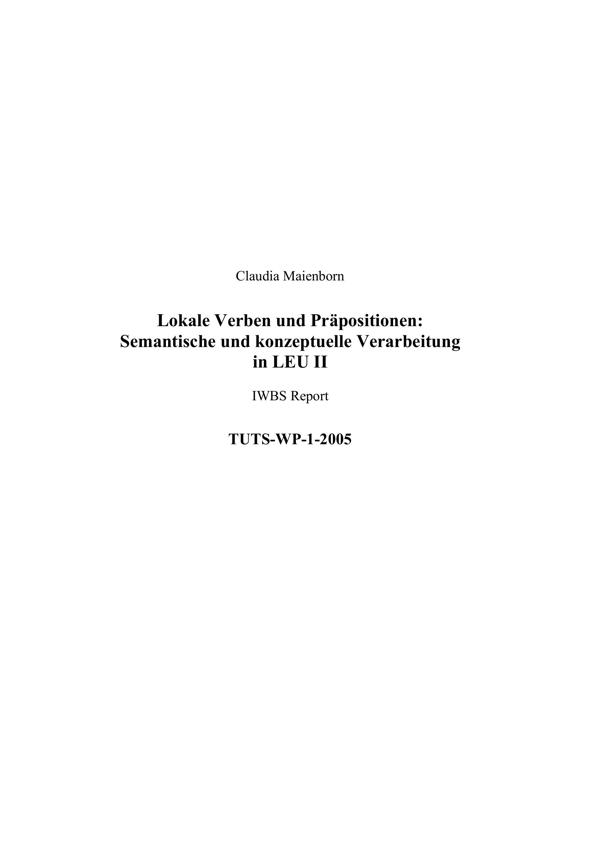 Claudia Maienborn
Lokale Verben und Präpositionen:
Semantische und konzeptuelle Verarbeitung
in LEU II
IWBS Report
TUTS-WP-1-2005